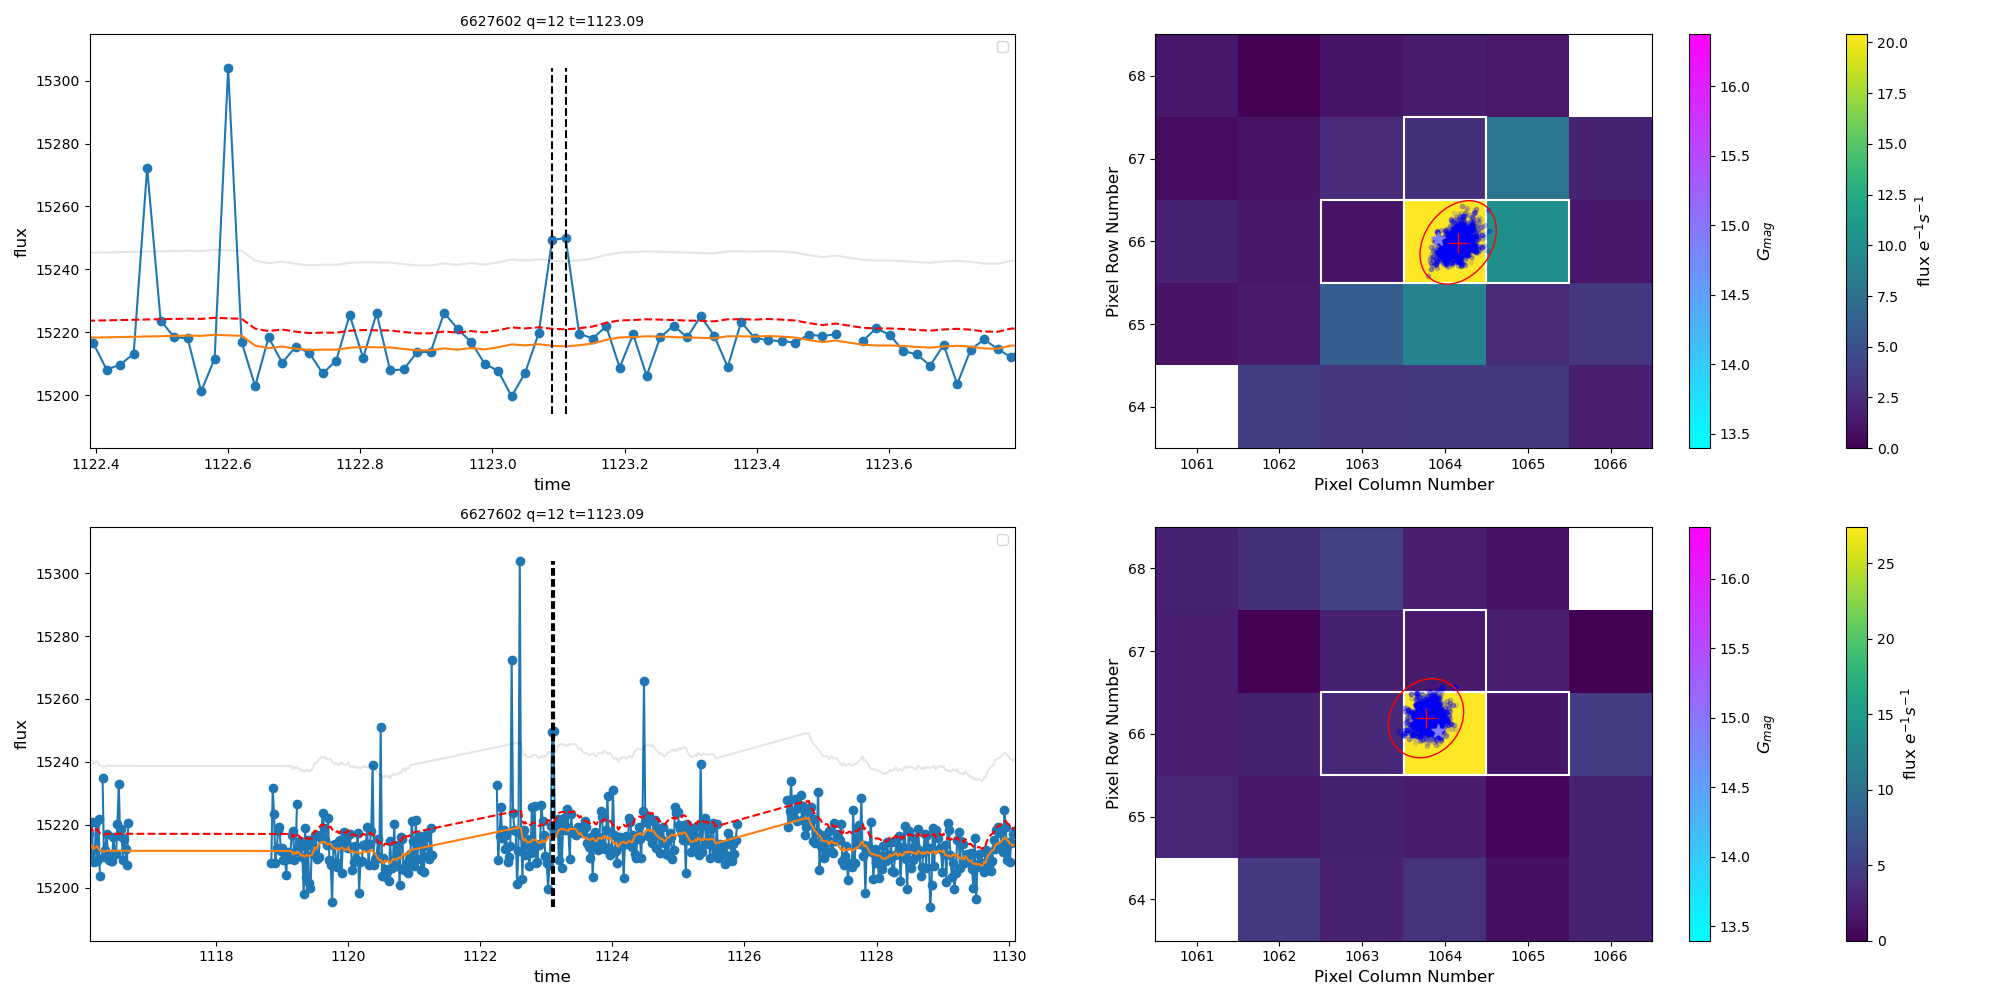 6627602 q=12 t=1123.09
flux
15300
15280
15260
15240
15220
15200
1122.4 1122.6 1122.8 1123.0 1123.2 1123.4 1123.6
time
Pixel Row Number
68
67
66
65
64
1061 1062 1063 1064 1065 1066
Pixel Column Number
16.0
15.5
15.0
14.5
14.0
13.5
G_mag
20.0
17.5
15.0
12.5
10.0
7.5
5.0
2.5
0.0
flux e⁻¹s⁻¹
6627602 q=12 t=1123.09
flux
15300
15280
15260
15240
15220
15200
1118 1120 1122 1124 1126 1128 1130
time
Pixel Row Number
68
67
66
65
64
1061 1062 1063 1064 1065 1066
Pixel Column Number
16.0
15.5
15.0
14.5
14.0
13.5
G_mag
25
20
15
10
5
0
flux e⁻¹s⁻¹